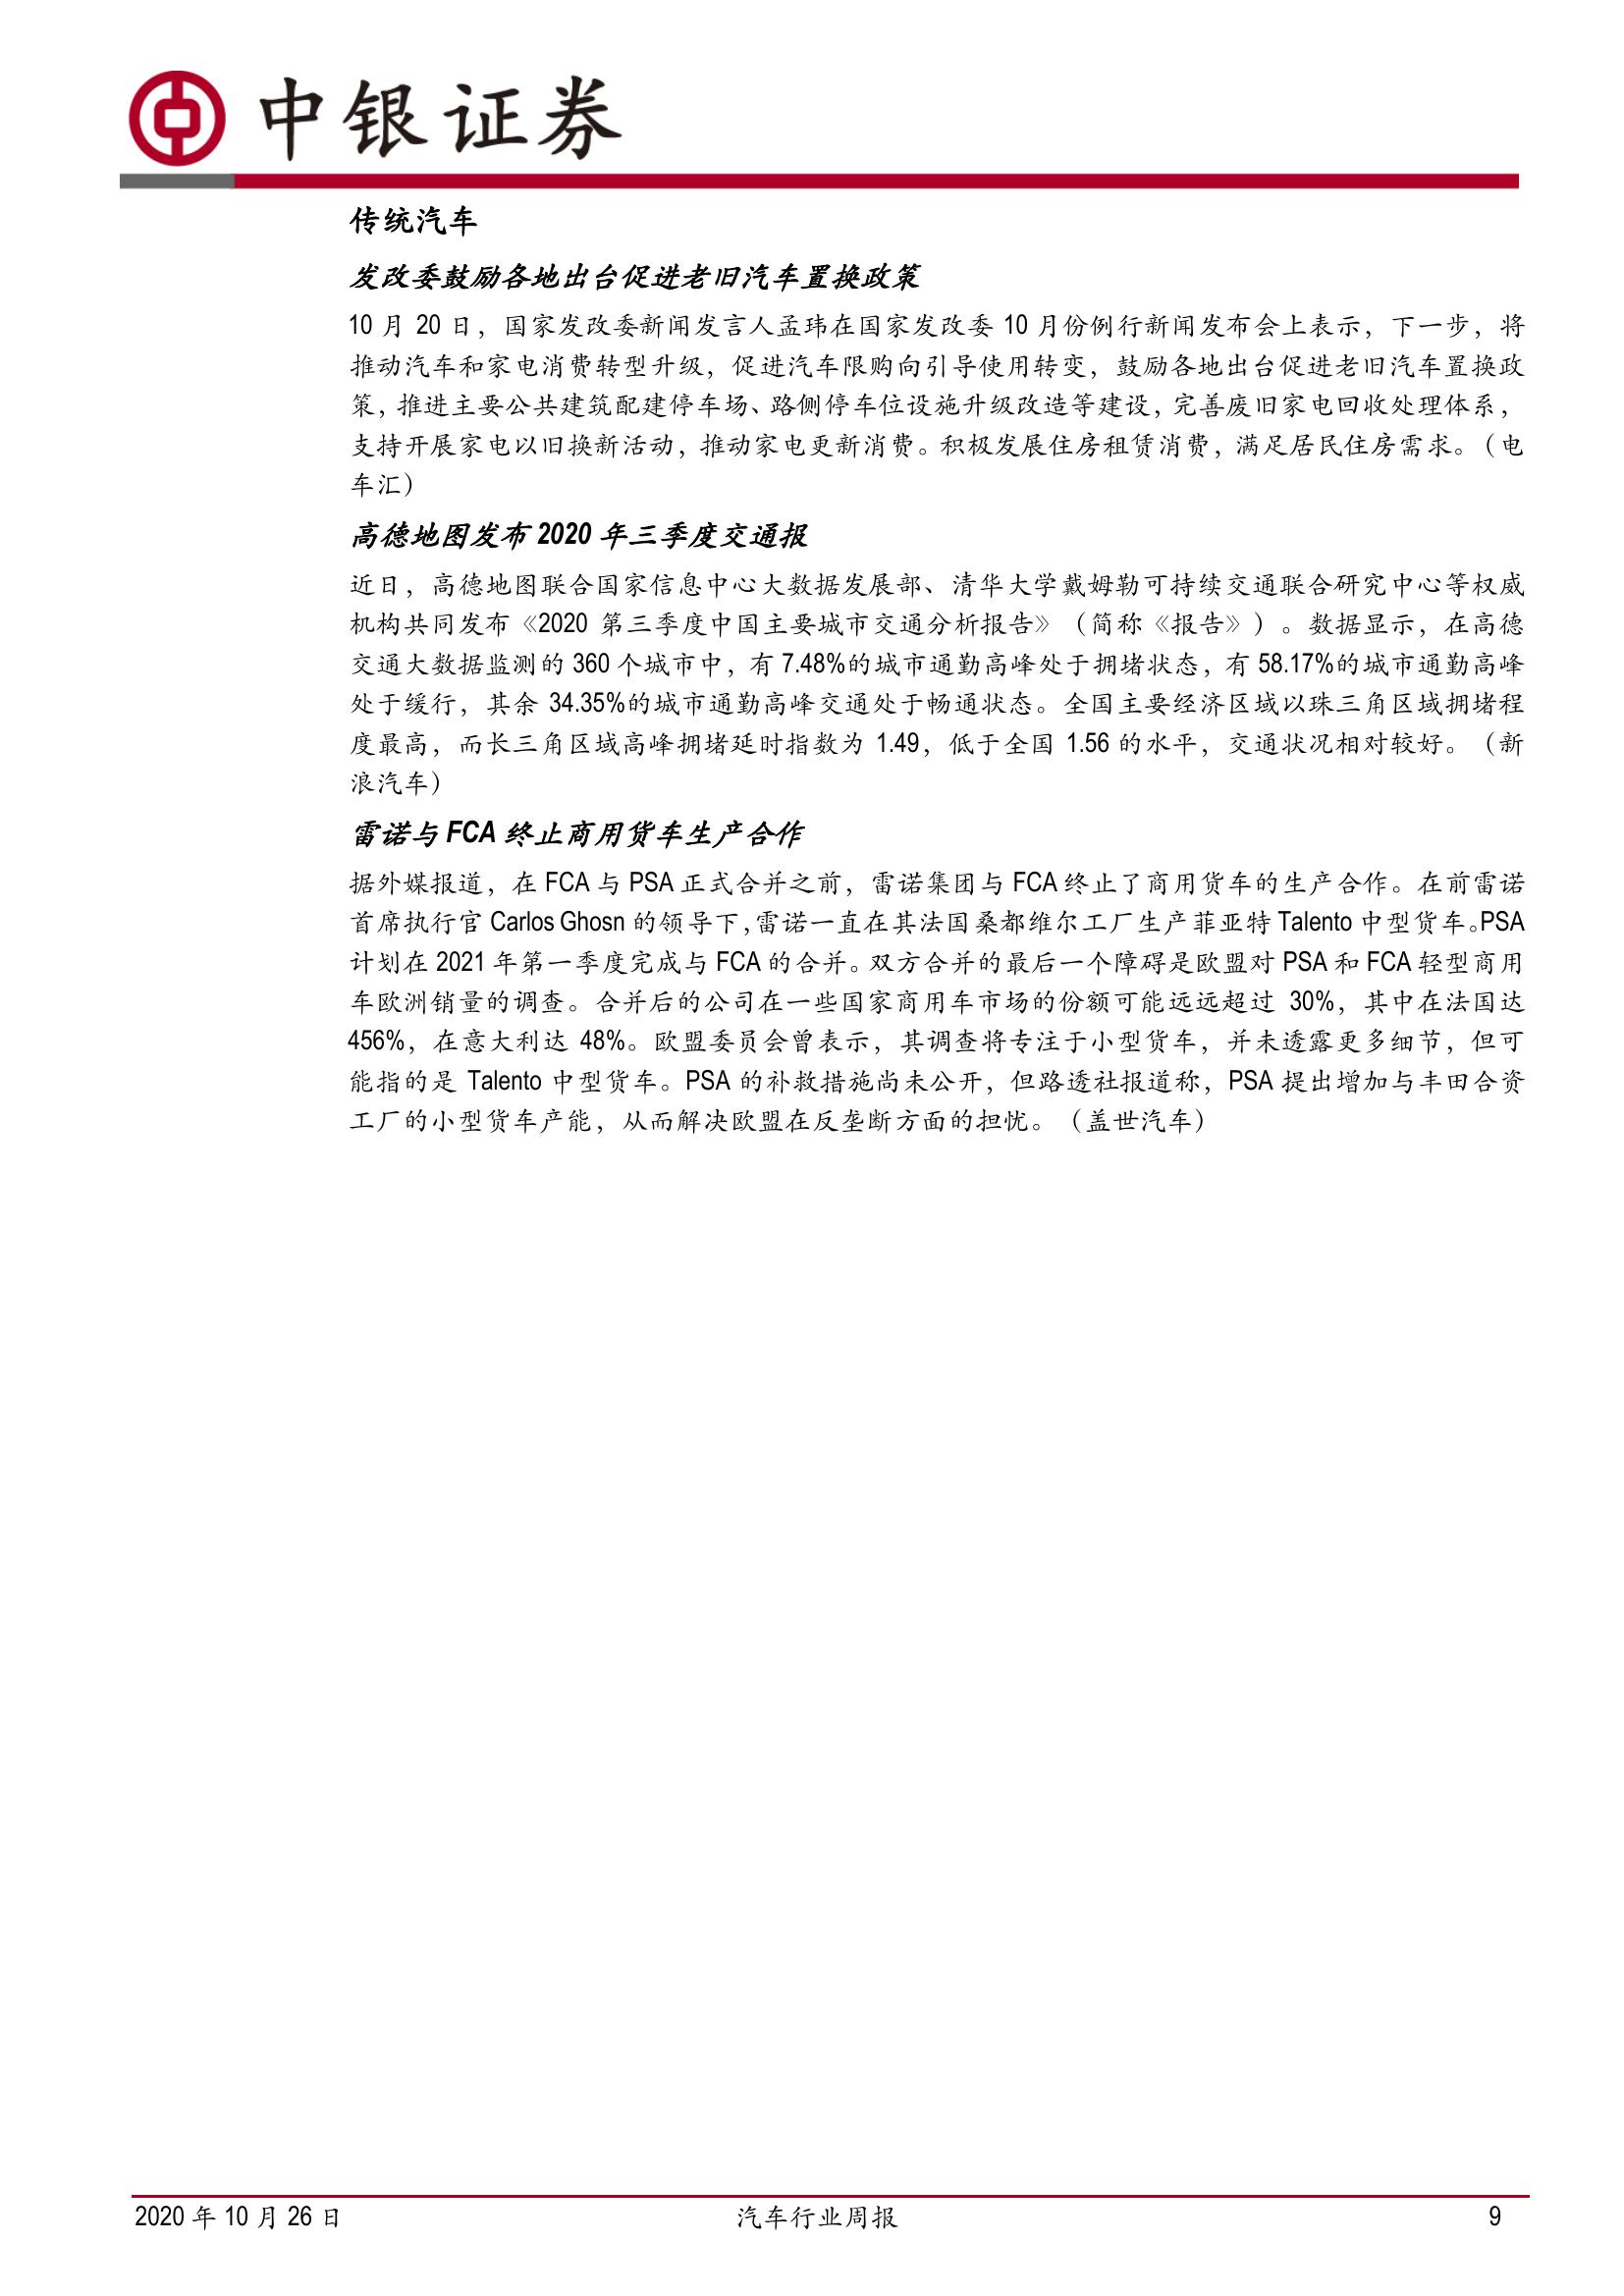 中银证券
传统汽车
发改委鼓励各地出台促进老旧汽车置换政策
10 月 20 日，国家发改委新闻发言人孟玮在国家发改委 10 月份例行新闻发布会上表示，下一步，将
推动汽车和家电消费转型升级，促进汽车限购向引导使用转变，鼓励各地出台促进老旧汽车置换政
策，推进主要公共建筑配建停车场、路侧停车位设施升级改造等建设，完善废旧家电回收处理体系，
支持开展家电以旧换新活动，推动家电更新消费。积极发展住房租赁消费，满足居民住房需求。（电
车汇）
高德地图发布 2020 年三季度交通报
近日，高德地图联合国家信息中心大数据发展部、清华大学戴姆勒可持续交通联合研究中心等权威
机构共同发布《2020 第三季度中国主要城市交通分析报告》（简称《报告》）。数据显示，在高德
交通大数据监测的 360 个城市中，有 7.48%的城市通勤高峰处于拥堵状态，有 58.17%的城市通勤高峰
处于缓行，其余 34.35%的城市通勤高峰交通处于畅通状态。全国主要经济区域以珠三角区域拥堵程
度最高，而长三角区域高峰拥堵延时指数为 1.49，低于全国 1.56 的水平，交通状况相对较好。（新
浪汽车）
雷诺与 FCA 终止商用货车生产合作
据外媒报道，在 FCA 与 PSA 正式合并之前，雷诺集团与 FCA 终止了商用货车的生产合作。在前雷诺
首席执行官 Carlos Ghosn 的领导下，雷诺一直在其法国桑都维尔工厂生产菲亚特 Talento 中型货车。PSA
计划在 2021 年第一季度完成与 FCA 的合并。双方合并的最后一个障碍是欧盟对 PSA 和 FCA 轻型商用
车欧洲销量的调查。合并后的公司在一些国家商用车市场的份额可能远远超过 30%，其中在法国达
456%，在意大利达 48%。欧盟委员会曾表示，其调查将专注于小型货车，并未透露更多细节，但可
能指的是 Talento 中型货车。PSA 的补救措施尚未公开，但路透社报道称，PSA 提出增加与丰田合资
工厂的小型货车产能，从而解决欧盟在反垄断方面的担忧。（盖世汽车）
2020 年 10 月 26 日
汽车行业周报
9